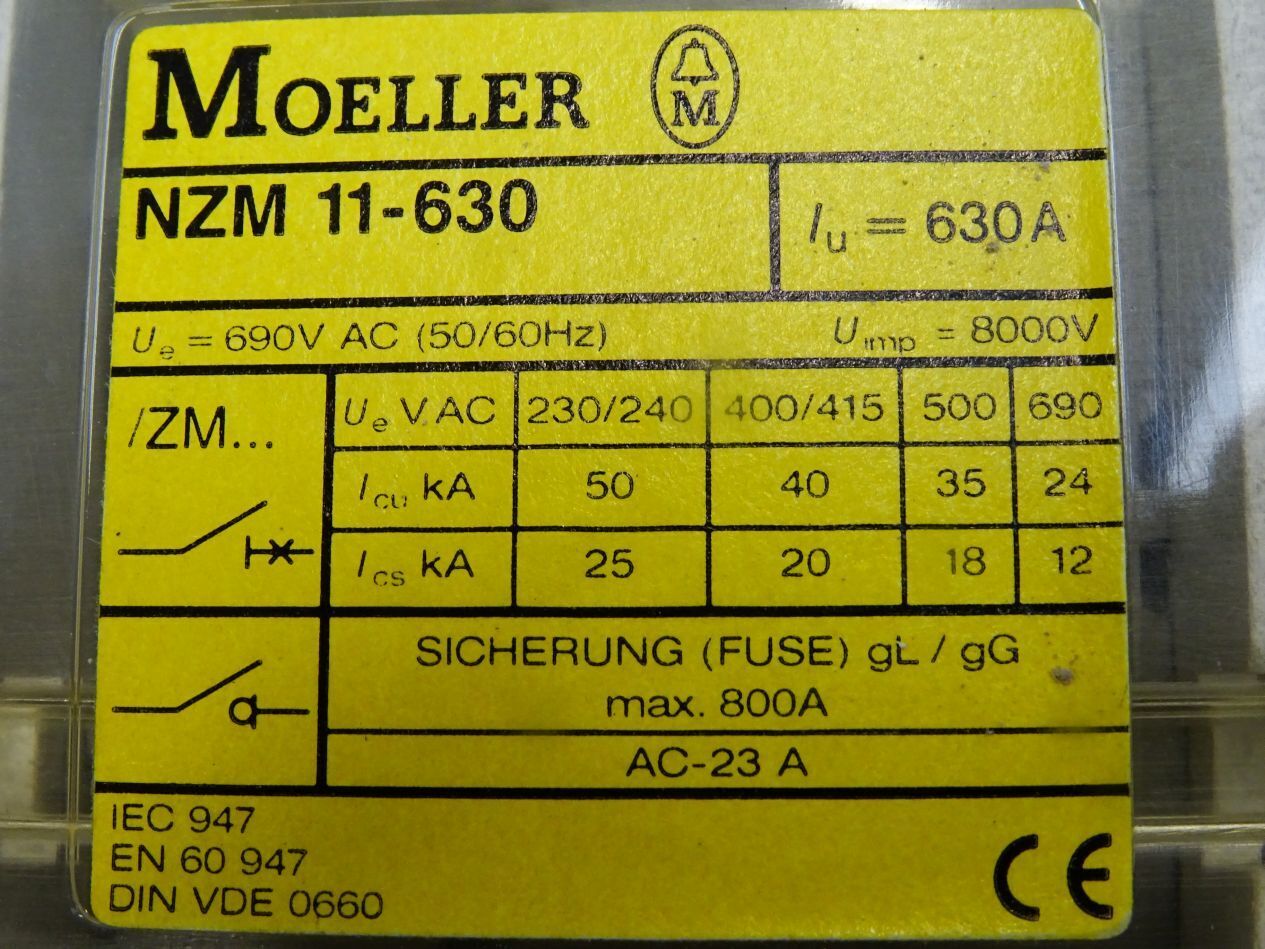 MOELLER M
NZM 11-630
Iu = 630A
Ue = 690V AC (50/60Hz) Uimp = 8000V
/ZM...
Ue V AC 230/240 400/415 500 690
Icu kA 50 40 35 24
Ics kA 25 20 18 12
SICHERUNG (FUSE) gL / gG
max. 800A
AC-23 A
IEC 947
EN 60 947
DIN VDE 0660
CE